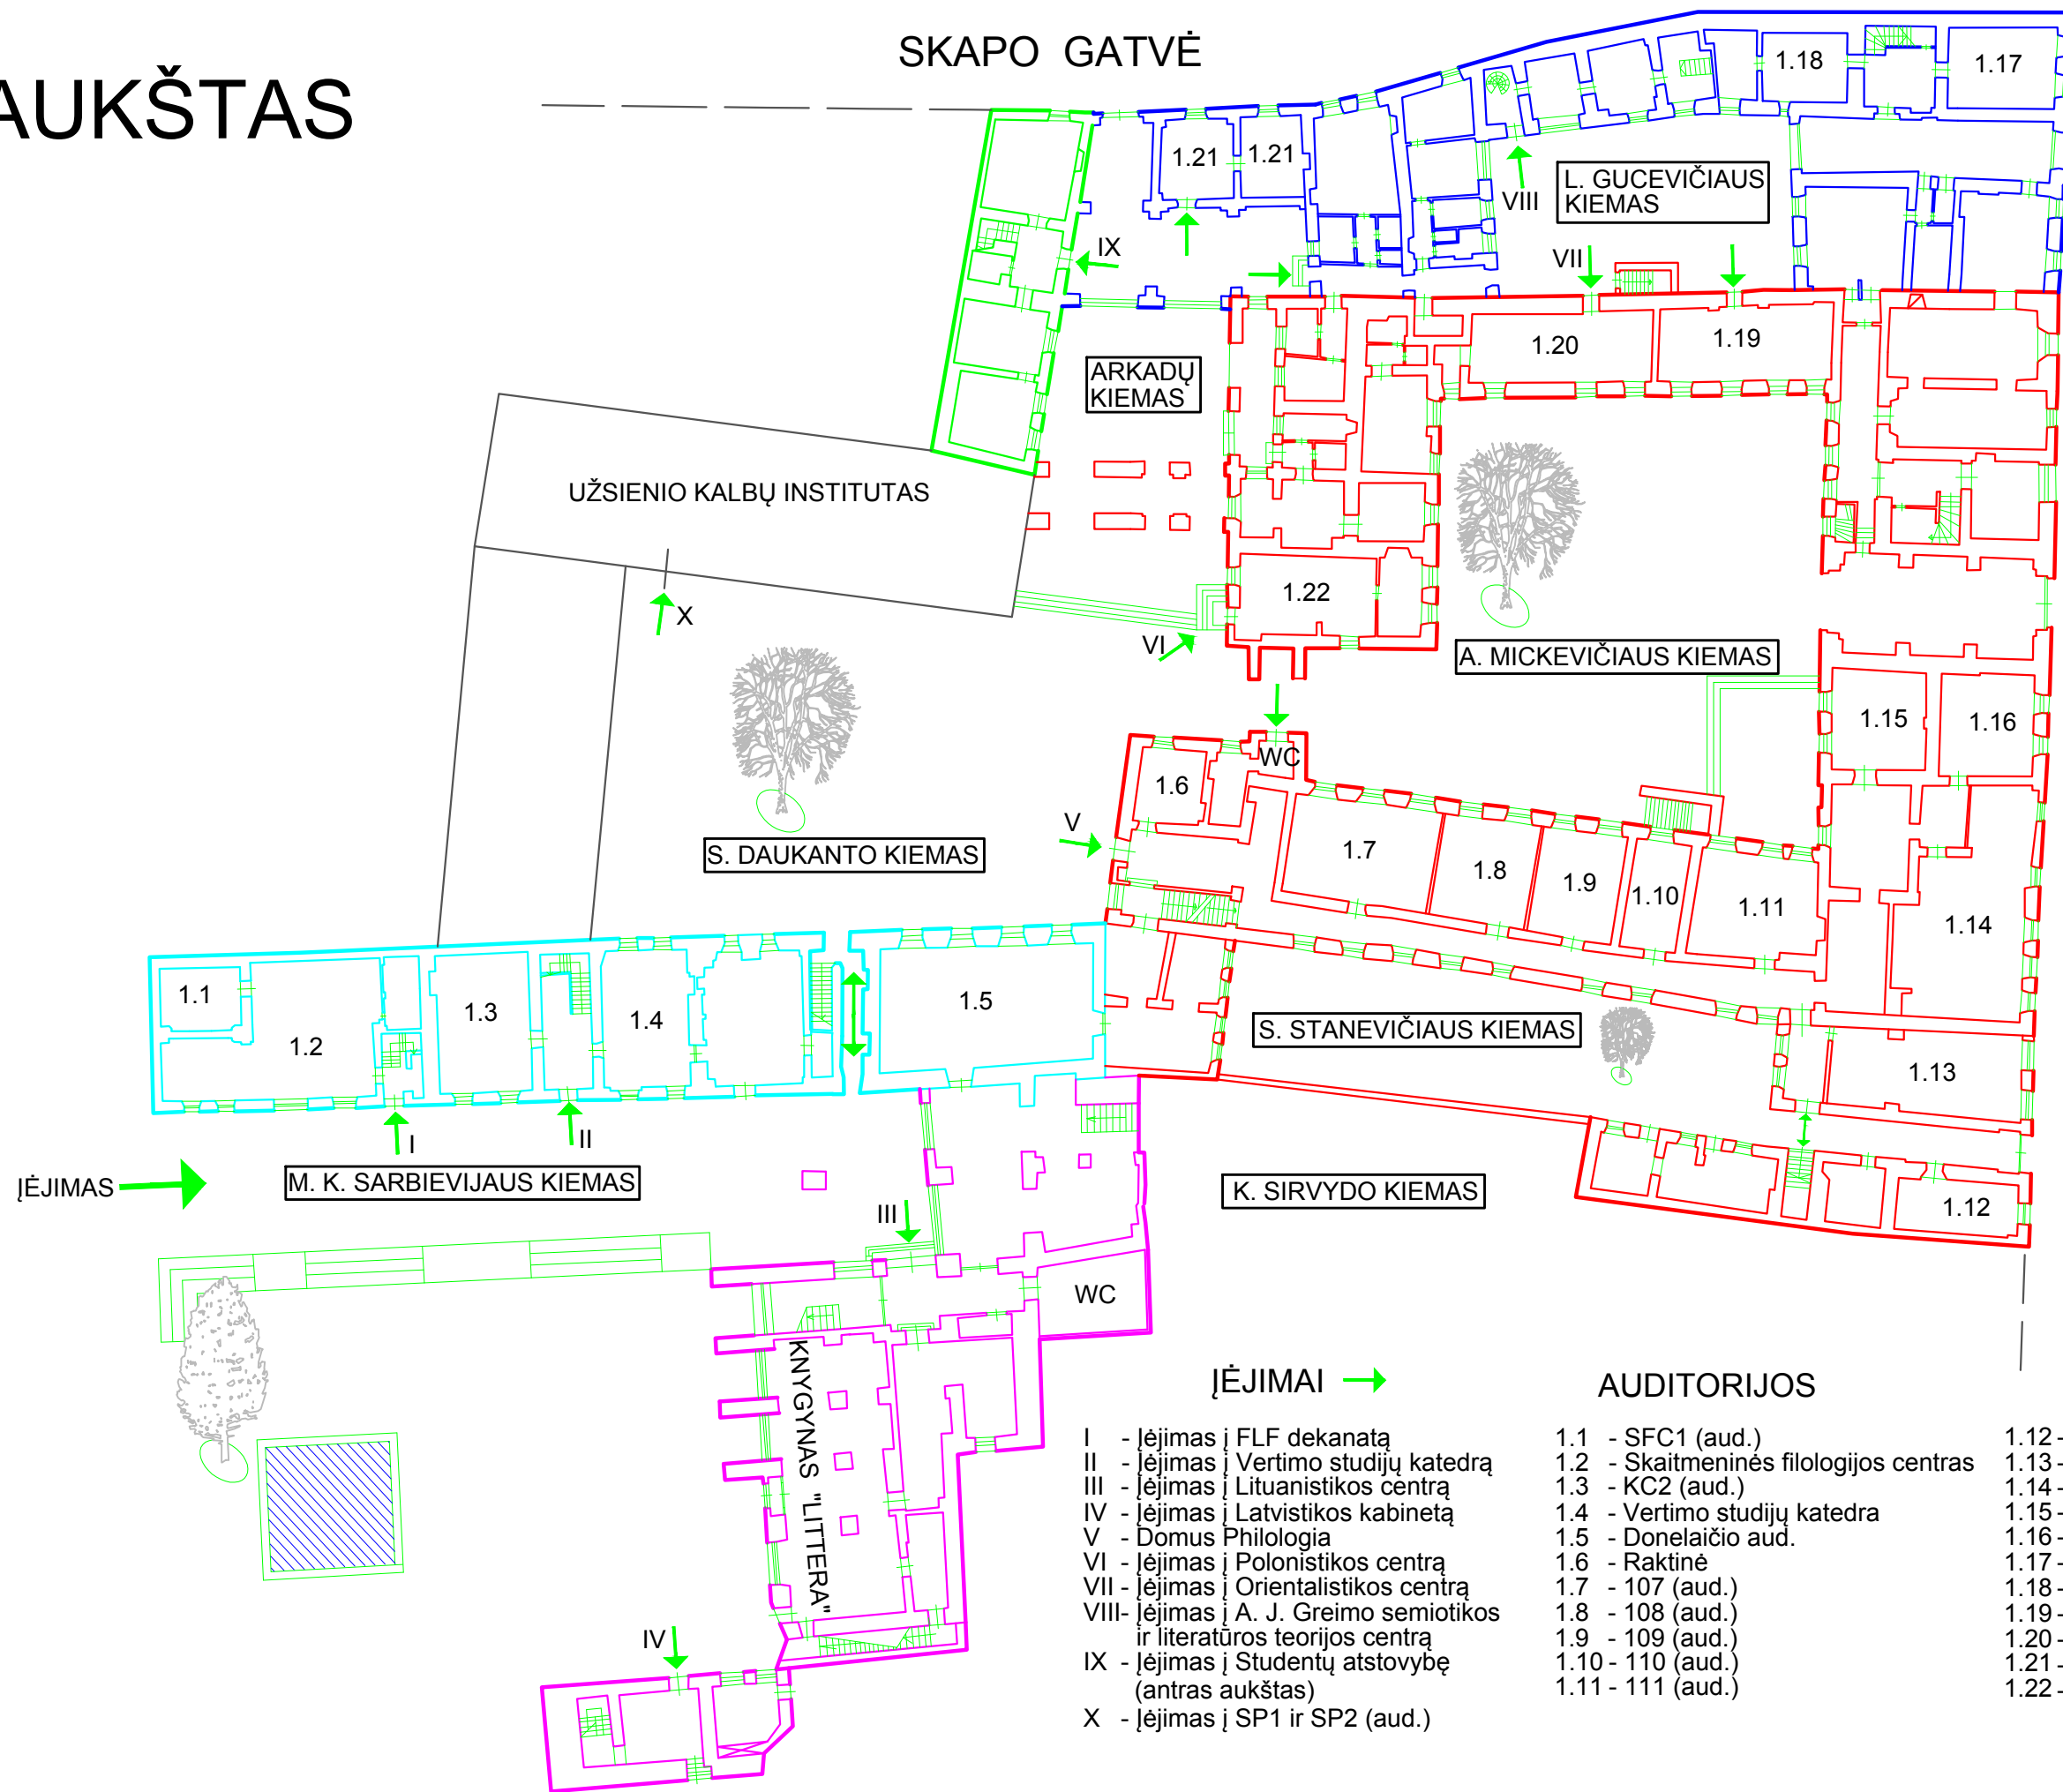 SKAPO GATVĖ
AUKŠTAS
1.18
1.17
1.21
1.21
L. GUCEVIČIAUS
KIEMAS
VIII
IX
VII
1.20
1.19
ARKADŲ
KIEMAS
UŽSIENIO KALBŲ INSTITUTAS
1.22
X
VI
A. MICKEVIČIAUS KIEMAS
1.15
1.16
WC
1.6
V
S. DAUKANTO KIEMAS
1.7
1.8
1.9
1.10
1.11
1.14
1.1
1.2
1.3
1.4
1.5
S. STANEVIČIAUS KIEMAS
1.13
I
II
ĮĖJIMAS
M. K. SARBIEVIJAUS KIEMAS
K. SIRVYDO KIEMAS
1.12
III
WC
KNYGYNAS "LITTERA"
IV
ĮĖJIMAI
I - Įėjimas į FLF dekanatą
II - Įėjimas į Vertimo studijų katedrą
III - Įėjimas į Lituanistikos centrą
IV - Įėjimas į Latvistikos kabinetą
V - Domus Philologia
VI - Įėjimas į Polonistikos centrą
VII - Įėjimas į Orientalistikos centrą
VIII- Įėjimas į A. J. Greimo semiotikos
ir literatūros teorijos centrą
IX - Įėjimas į Studentų atstovybę
(antras aukštas)
X - Įėjimas į SP1 ir SP2 (aud.)
AUDITORIJOS
1.1 - SFC1 (aud.)
1.2 - Skaitmeninės filologijos centras
1.3 - KC2 (aud.)
1.4 - Vertimo studijų katedra
1.5 - Donelaičio aud.
1.6 - Raktinė
1.7 - 107 (aud.)
1.8 - 108 (aud.)
1.9 - 109 (aud.)
1.10 - 110 (aud.)
1.11 - 111 (aud.)
1.12 -
1.13 -
1.14 -
1.15 -
1.16 -
1.17 -
1.18 -
1.19 -
1.20 -
1.21 -
1.22 -